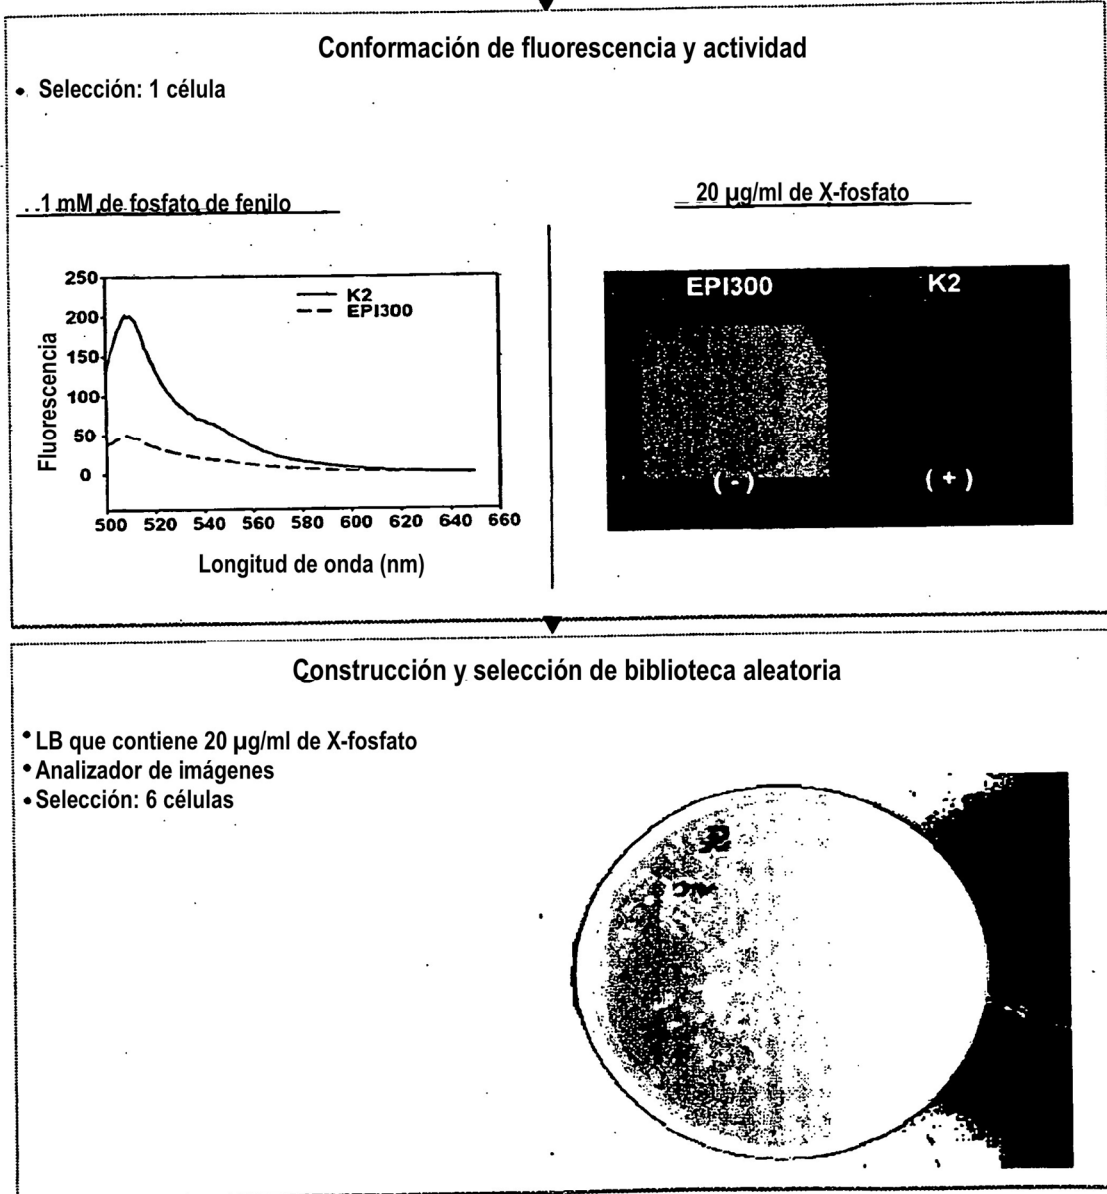 Conformación de fluorescencia y actividad
• Selección: 1 célula
1 mM de fosfato de fenilo
20 µg/ml de X-fosfato
250
200
150
100
50
0
Fluorescencia
K2
EPI300
500 520 540 560 580 600 620 640 660
Longitud de onda (nm)
EPI300 K2
( - ) ( + )
Construcción y selección de biblioteca aleatoria
• LB que contiene 20 µg/ml de X-fosfato
• Analizador de imágenes
• Selección: 6 células